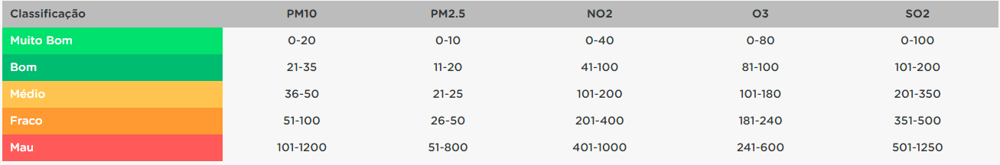 Classificação PM10 PM2.5 NO2 O3 SO2
Muito Bom 0-20 0-10 0-40 0-80 0-100
Bom 21-35 11-20 41-100 81-100 101-200
Médio 36-50 21-25 101-200 101-180 201-350
Fraco 51-100 26-50 201-400 181-240 351-500
Mau 101-1200 51-800 401-1000 241-600 501-1250